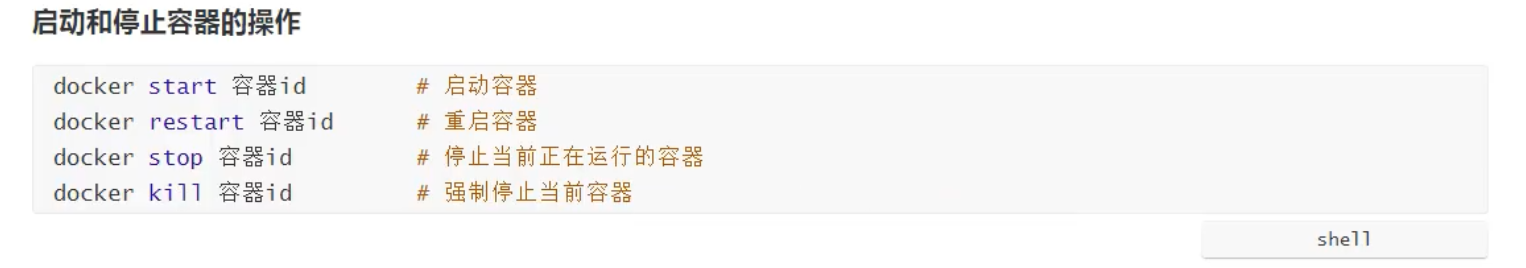 启动和停止容器的操作
docker start 容器id # 启动容器
docker restart 容器id # 重启容器
docker stop 容器id # 停止当前正在运行的容器
docker kill 容器id # 强制停止当前容器
shell